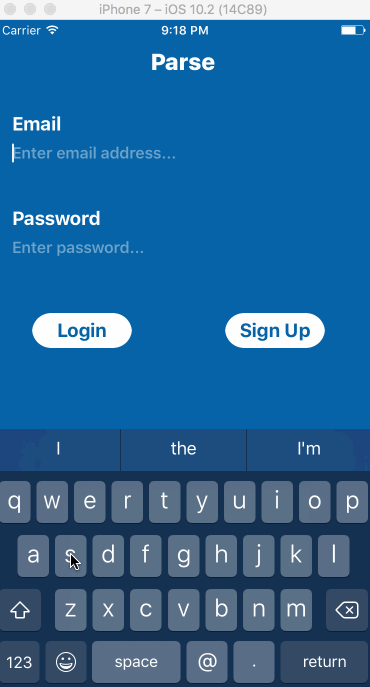 iPhone 7 – iOS 10.2 (14C89)
Carrier 9:18 PM
Parse
Email
Enter email address...
Password
Enter password...
Login Sign Up
I the I'm
q w e r t y u i o p
a s d f g h j k l
z x c v b n m
123 space @ . return